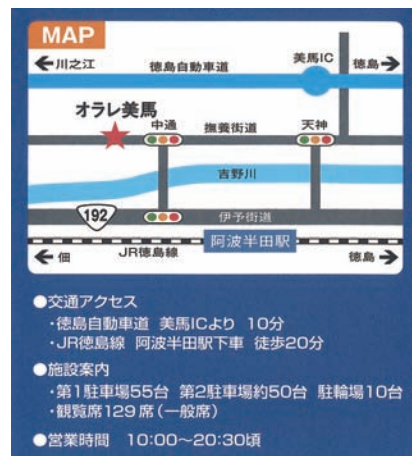 MAP
←川之江 徳島自動車道 美馬IC 徳島→
オラレ美馬
中通 撫養街道 天神
吉野川
192 伊予街道
阿波半田駅
←佃 JR徳島線 徳島→
●交通アクセス
・徳島自動車道 美馬ICより 10分
・JR徳島線 阿波半田駅下車 徒歩20分
●施設案内
・第1駐車場55台 第2駐車場約50台 駐輪場10台
・観覧席129席(一般席)
●営業時間 10:00〜20:30頃